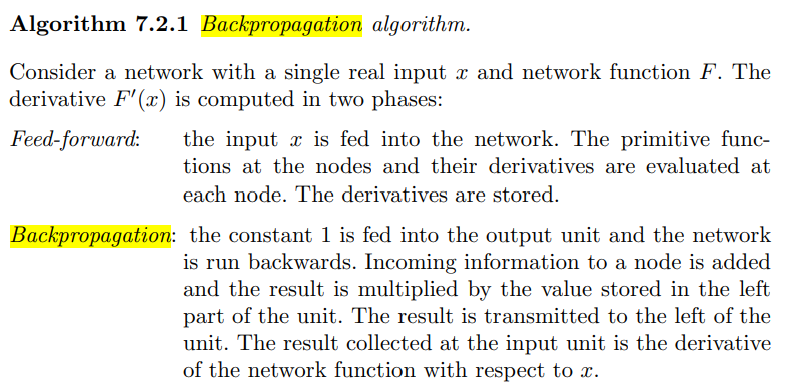 Algorithm 7.2.1 Backpropagation algorithm.
Consider a network with a single real input x and network function F. The
derivative F′(x) is computed in two phases:
Feed-forward: the input x is fed into the network. The primitive func-
tions at the nodes and their derivatives are evaluated at
each node. The derivatives are stored.
Backpropagation: the constant 1 is fed into the output unit and the network
is run backwards. Incoming information to a node is added
and the result is multiplied by the value stored in the left
part of the unit. The result is transmitted to the left of the
unit. The result collected at the input unit is the derivative
of the network function with respect to x.